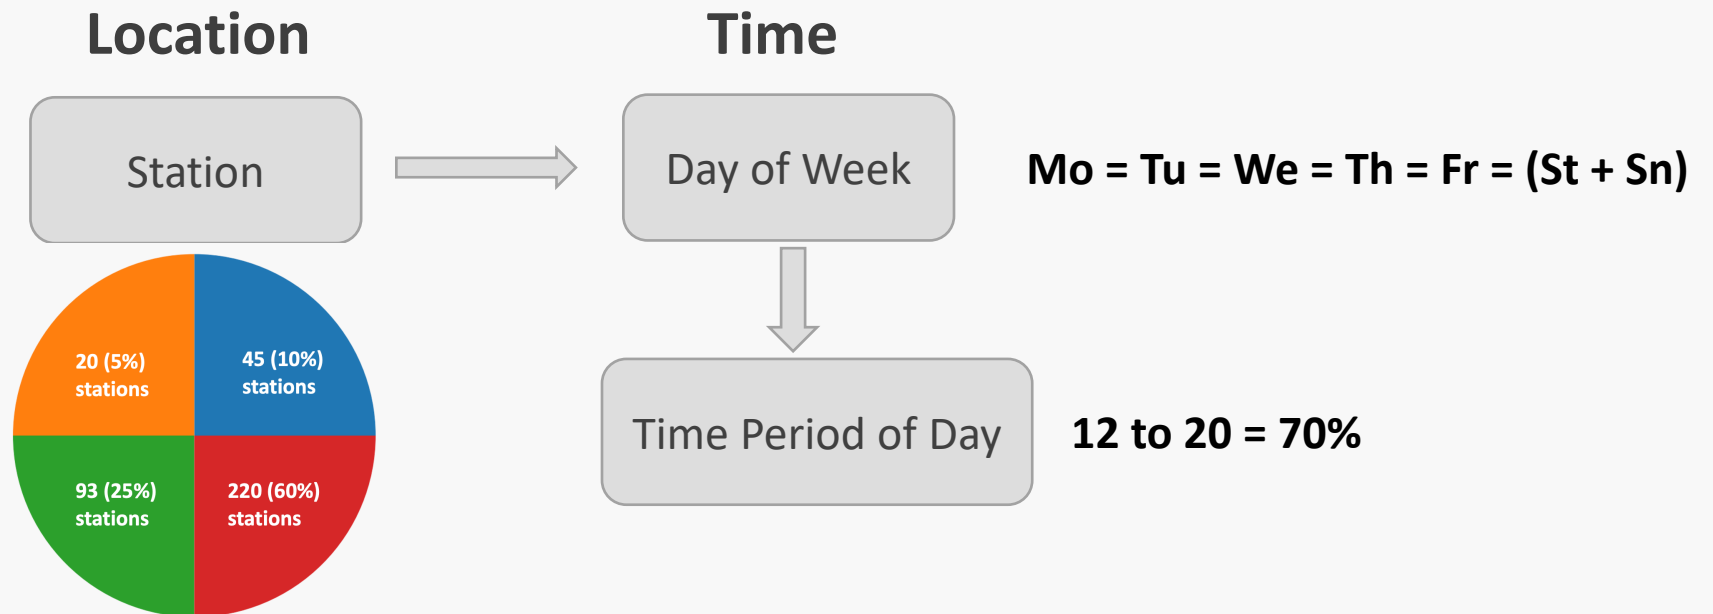 Location
Time
Station
Day of Week
Mo = Tu = We = Th = Fr = (St + Sn)
20 (5%)
stations
45 (10%)
stations
93 (25%)
stations
220 (60%)
stations
Time Period of Day
12 to 20 = 70%